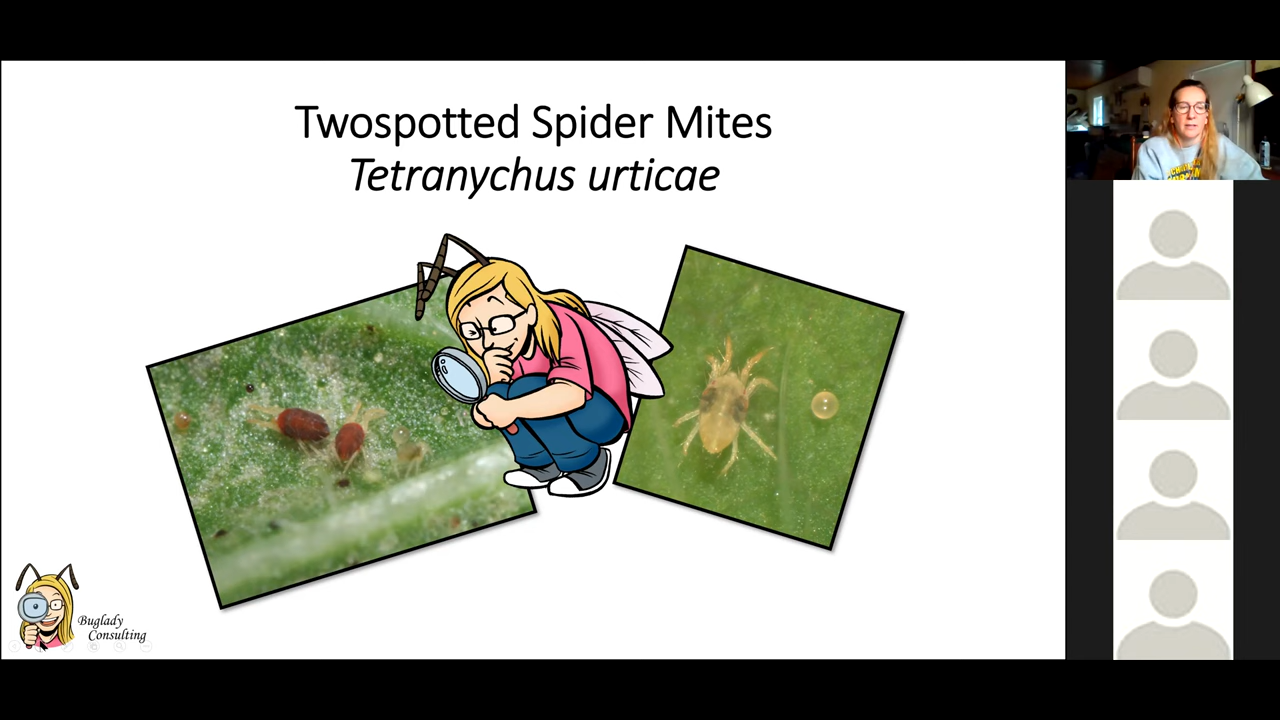 Twospotted Spider Mites
Tetranychus urticae
Buglady
Consulting